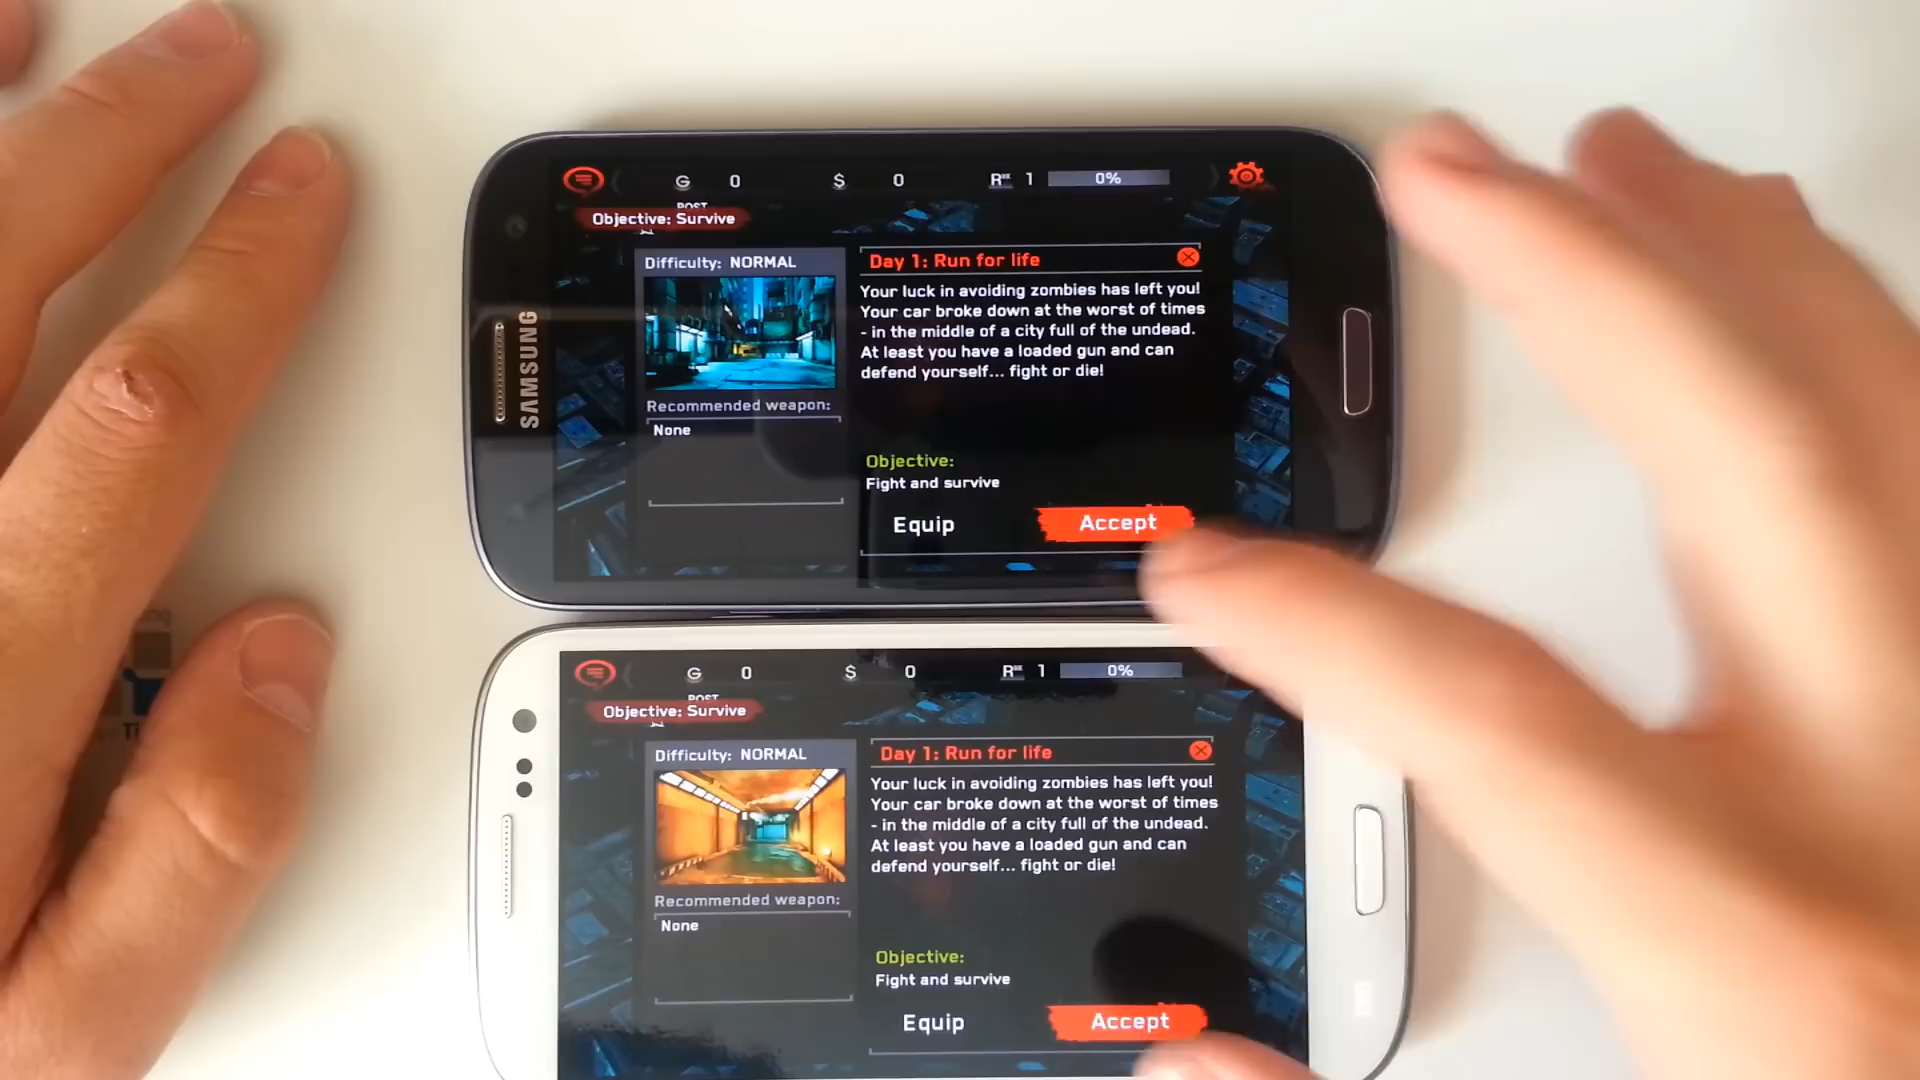 G 0 $ 0 R 1 0%
POST
Objective: Survive
Difficulty: NORMAL
Recommended weapon:
None
Day 1: Run for life
Your luck in avoiding zombies has left you!
Your car broke down at the worst of times
- in the middle of a city full of the undead.
At least you have a loaded gun and can
defend yourself... fight or die!
Objective:
Fight and survive
Equip Accept
SAMSUNG
G 0 $ 0 R 1 0%
POST
Objective: Survive
Difficulty: NORMAL
Recommended weapon:
None
Day 1: Run for life
Your luck in avoiding zombies has left you!
Your car broke down at the worst of times
- in the middle of a city full of the undead.
At least you have a loaded gun and can
defend yourself... fight or die!
Objective:
Fight and survive
Equip Accept